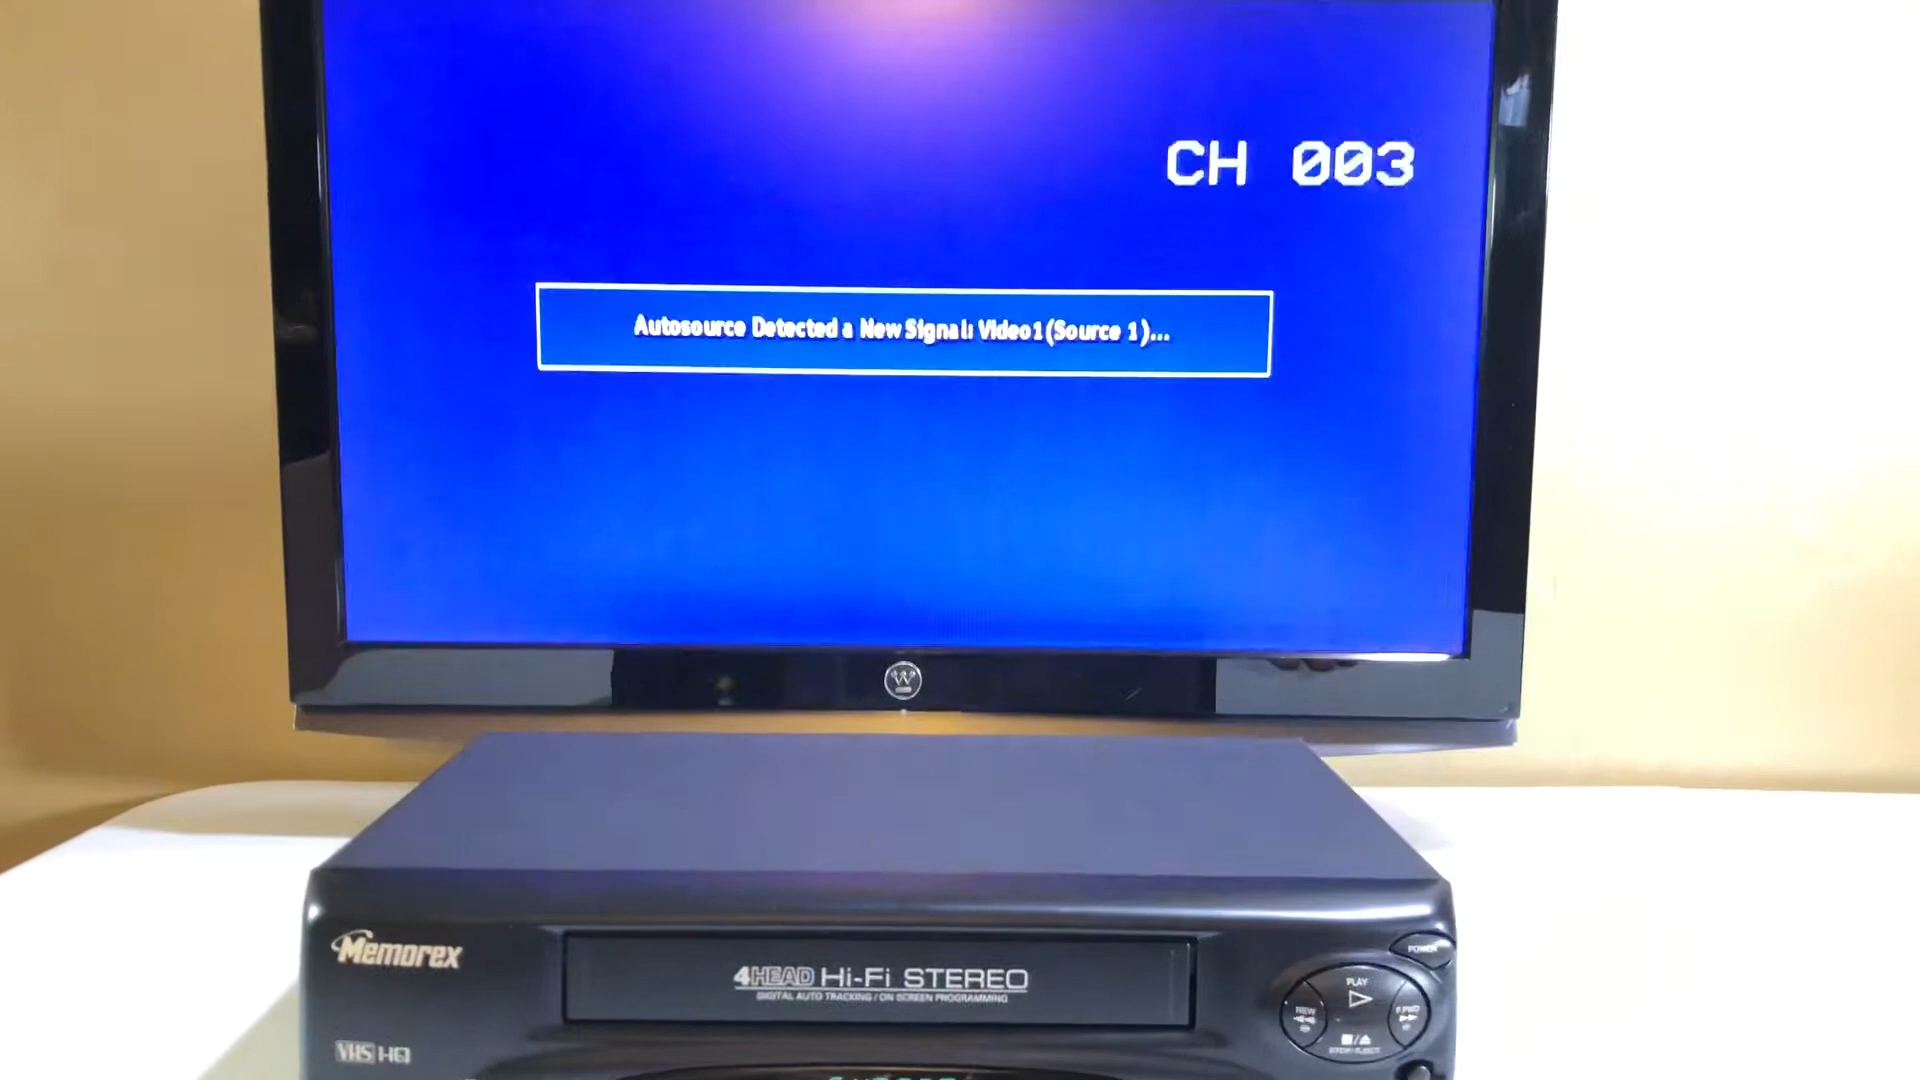 CH 003
Autosource Detected a New Signal: Video1(Source 1)...
Memorex
4HEAD Hi-Fi STEREO
DIGITAL AUTO TRACKING / ON SCREEN PROGRAMMING
VHS HQ
POWER
PLAY
REW
F.FWD
STOP/EJECT